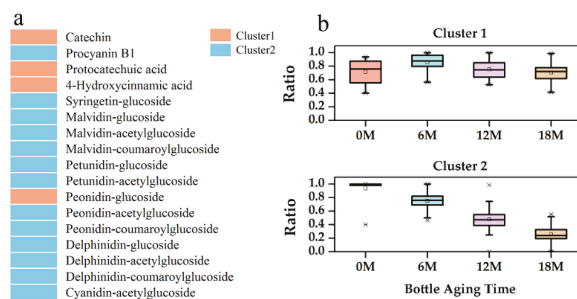 a
Catechin
Procyanin B1
Protocatechuic acid
4-Hydroxycinnamic acid
Syringetin-glucoside
Malvidin-glucoside
Malvidin-acetylglucoside
Malvidin-coumaroylglucoside
Petunidin-glucoside
Petunidin-acetylglucoside
Peonidin-glucoside
Peonidin-acetylglucoside
Peonidin-coumaroylglucoside
Delphinidin-glucoside
Delphinidin-acetylglucoside
Delphinidin-coumaroylglucoside
Cyanidin-acetylglucoside
Cluster1
Cluster2
b
Cluster 1
Ratio
1.0
0.8
0.6
0.4
0.2
0.0
0M 6M 12M 18M
Cluster 2
Ratio
1.0
0.8
0.6
0.4
0.2
0.0
0M 6M 12M 18M
Bottle Aging Time